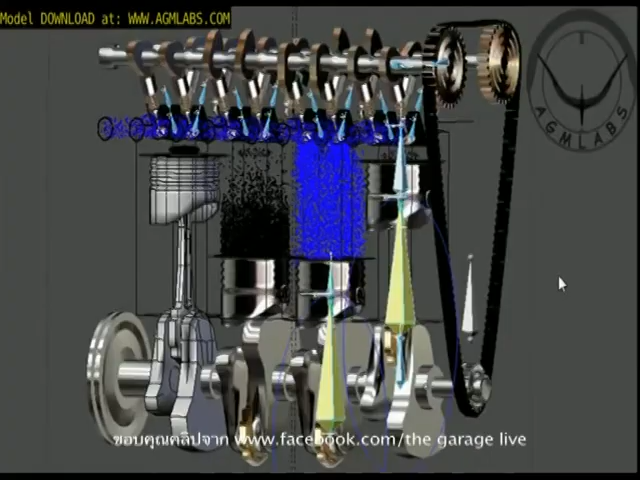 Model DOWNLOAD at: WWW.AGMLABS.COM
AGMLABS
ขอบคุณคลิปจาก www.facebook.com/the garage live